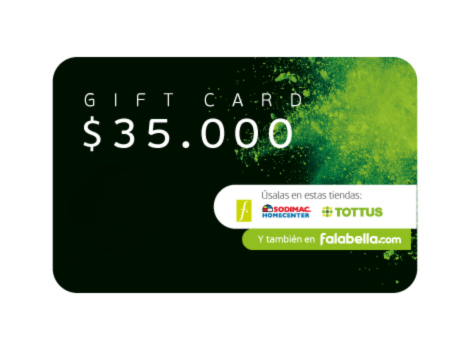 GIFT CARD
$35.000
Úsalas en estas tiendas:
f. SODIMAC. HOMECENTER TOTTUS
Y también en falabella.com